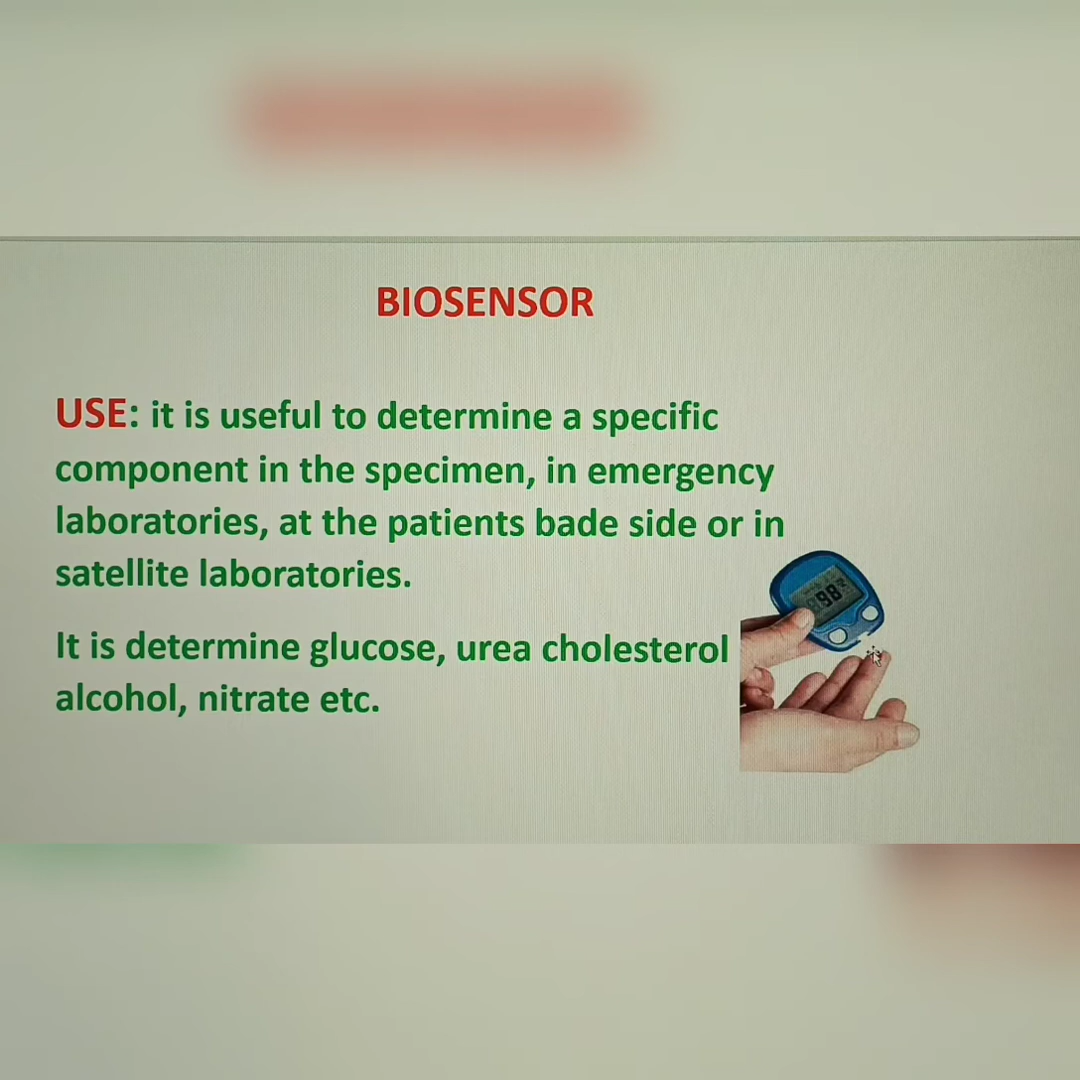 BIOSENSOR
USE: it is useful to determine a specific
component in the specimen, in emergency
laboratories, at the patients bade side or in
satellite laboratories.
It is determine glucose, urea cholesterol
alcohol, nitrate etc.
98